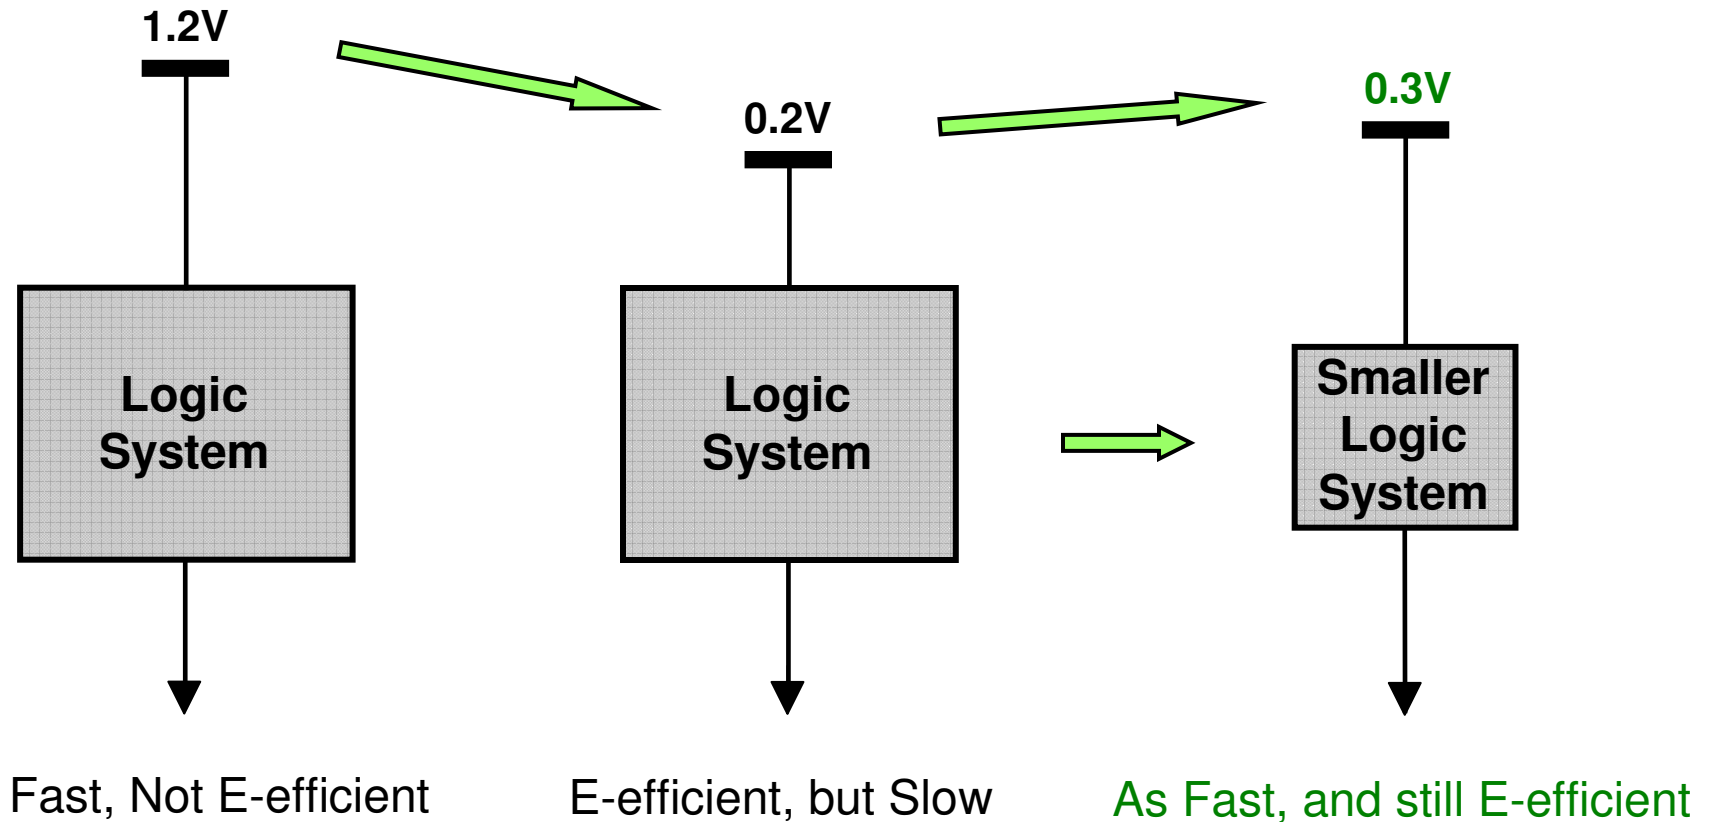 1.2V
0.2V
0.3V
Logic
System
Logic
System
Smaller
Logic
System
Fast, Not E-efficient
E-efficient, but Slow
As Fast, and still E-efficient